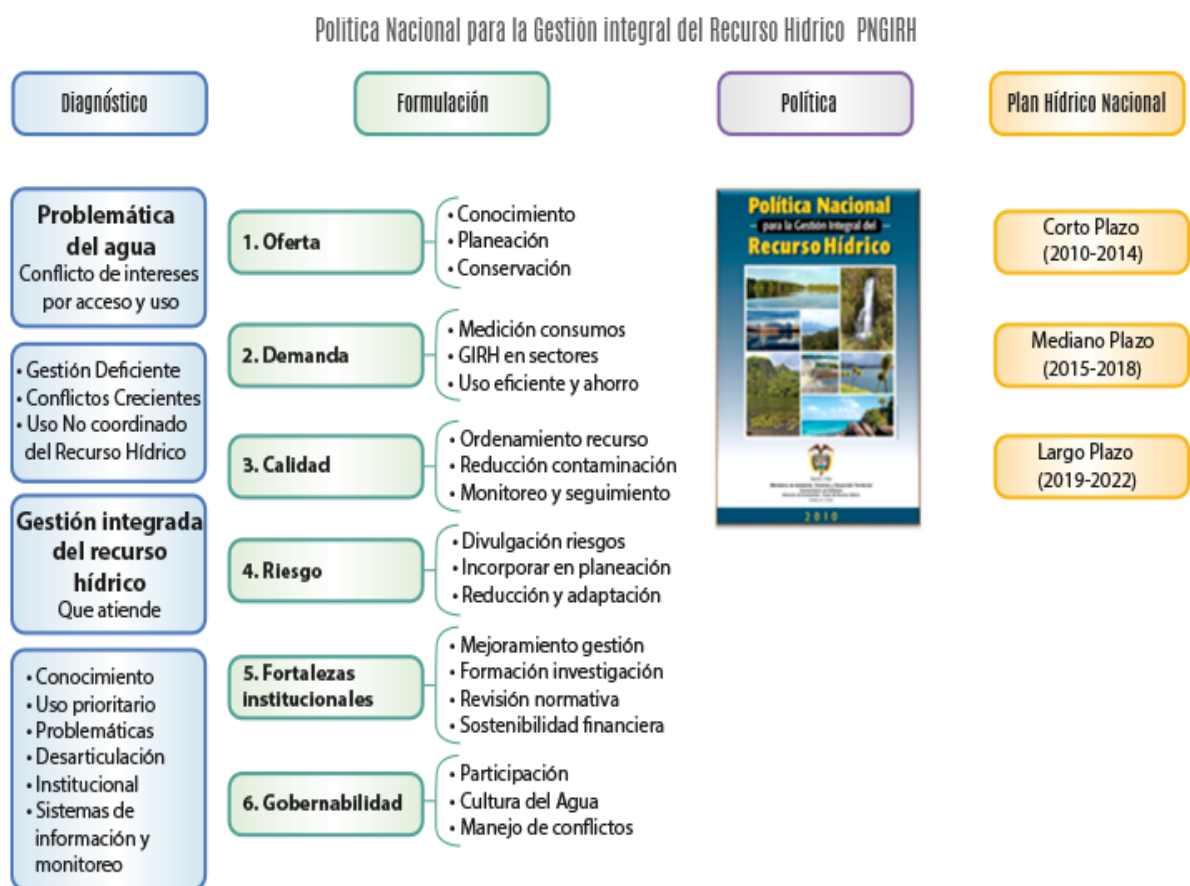 Política Nacional para la Gestión integral del Recurso Hídrico PNGIRH
Diagnóstico
Formulación
Política
Plan Hídrico Nacional
Problemática
del agua
Conflicto de intereses
por acceso y uso
• Gestión Deficiente
• Conflictos Crecientes
• Uso No coordinado
del Recurso Hídrico
Gestión integrada
del recurso
hídrico
Que atiende
• Conocimiento
• Uso prioritario
• Problemáticas
• Desarticulación
• Institucional
• Sistemas de
información y
monitoreo
1. Oferta
• Conocimiento
• Planeación
• Conservación
2. Demanda
• Medición consumos
• GIRH en sectores
• Uso eficiente y ahorro
3. Calidad
• Ordenamiento recurso
• Reducción contaminación
• Monitoreo y seguimiento
4. Riesgo
• Divulgación riesgos
• Incorporar en planeación
• Reducción y adaptación
5. Fortalezas
institucionales
• Mejoramiento gestión
• Formación investigación
• Revisión normativa
• Sostenibilidad financiera
6. Gobernabilidad
• Participación
• Cultura del Agua
• Manejo de conflictos
Política Nacional
para la Gestión Integral del
Recurso Hídrico
2010
Corto Plazo
(2010-2014)
Mediano Plazo
(2015-2018)
Largo Plazo
(2019-2022)